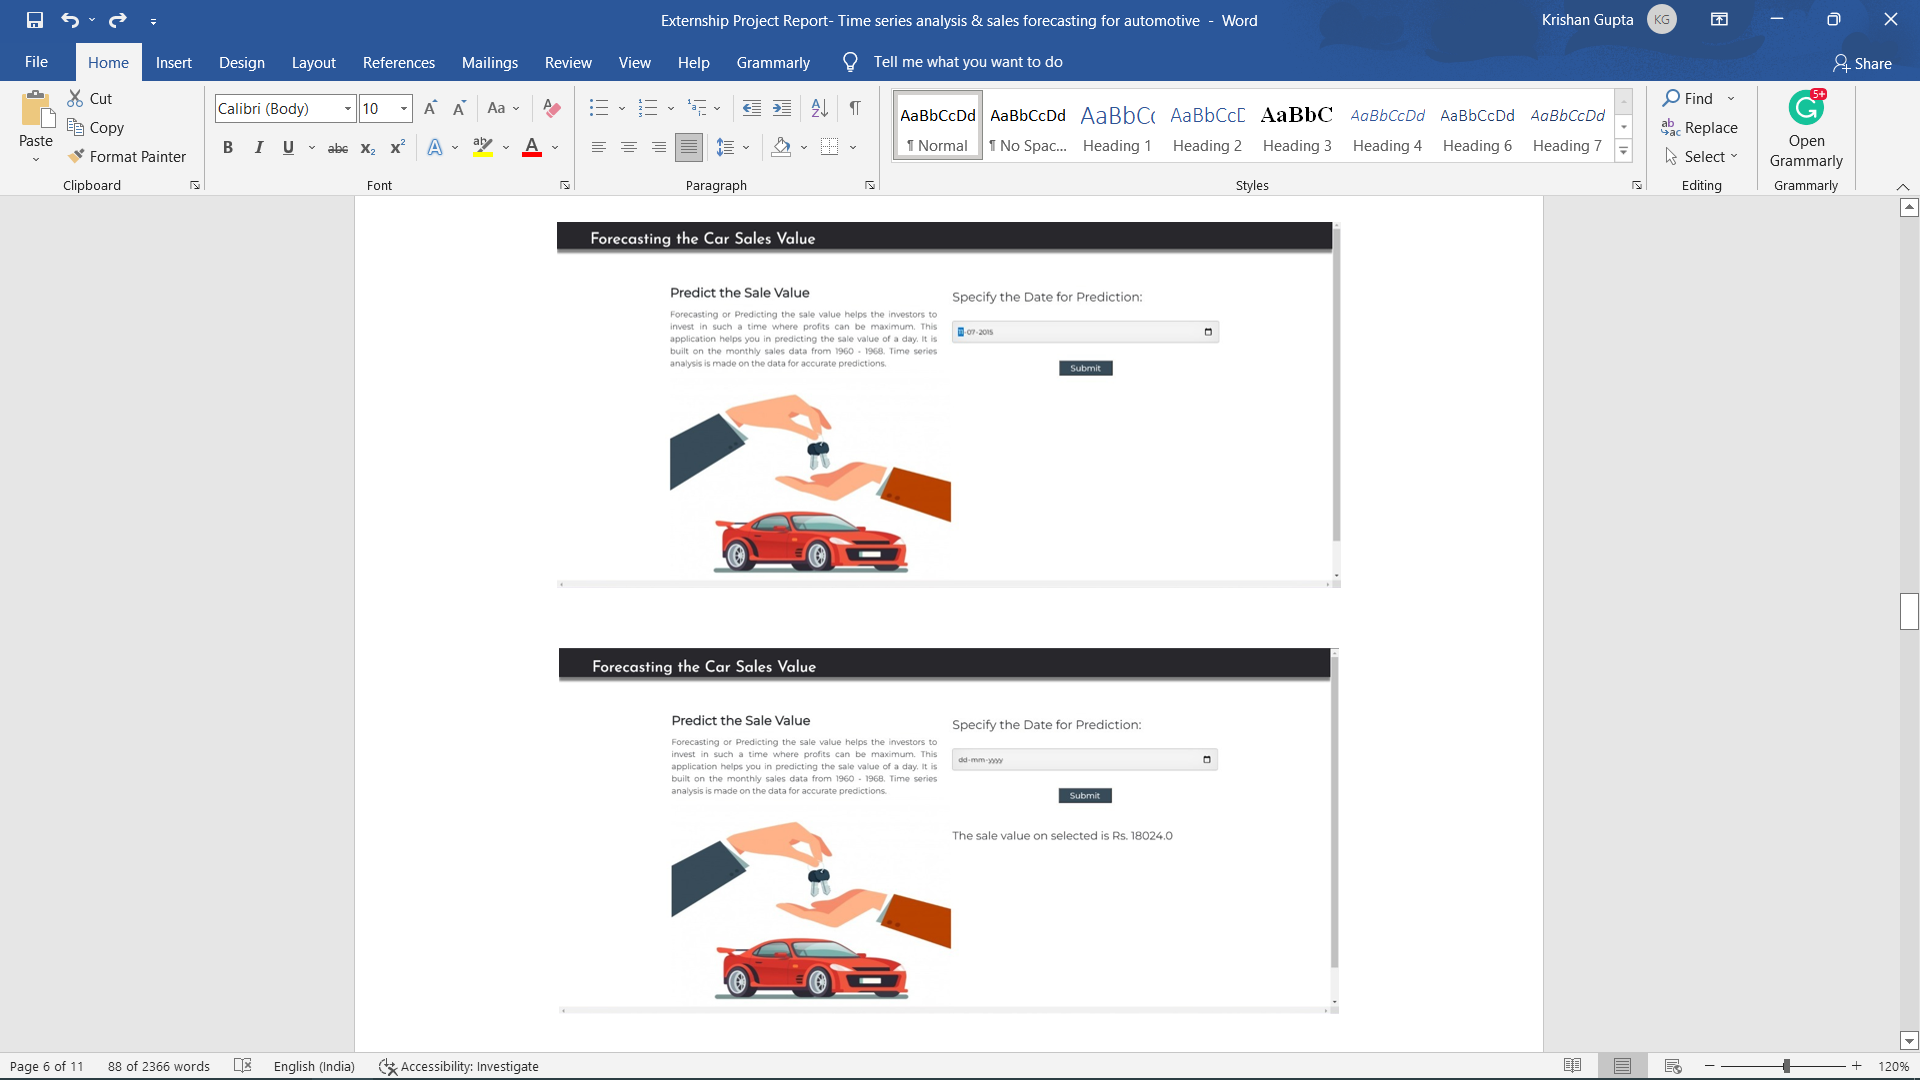 Externship Project Report- Time series analysis & sales forecasting for automotive - Word
Krishan Gupta
KG
File
Home
Insert
Design
Layout
References
Mailings
Review
View
Help
Grammarly
Tell me what you want to do
Share
Paste
Cut
Copy
Format Painter
Clipboard
Calibri (Body)
10
Aa
B I U abc x₂ x² A ab A
Font
Paragraph
AaBbCcDd
¶ Normal
AaBbCcDd
¶ No Spac...
AaBbCc
Heading 1
AaBbCcD
Heading 2
AaBbC
Heading 3
AaBbCcDd
Heading 4
AaBbCcDd
Heading 6
AaBbCcDd
Heading 7
Styles
Find
Replace
Select
Editing
5+
Open
Grammarly
Grammarly
Forecasting the Car Sales Value
Predict the Sale Value
Forecasting or Predicting the sale value helps the investors to
invest in such a time where profits can be maximum. This
application helps you in predicting the sale value of a day. It is
built on the monthly sales data from 1960 - 1968. Time series
analysis is made on the data for accurate predictions.
Specify the Date for Prediction:
-07-2015
Submit
Forecasting the Car Sales Value
Predict the Sale Value
Forecasting or Predicting the sale value helps the investors to
invest in such a time where profits can be maximum. This
application helps you in predicting the sale value of a day. It is
built on the monthly sales data from 1960 - 1968. Time series
analysis is made on the data for accurate predictions.
Specify the Date for Prediction:
dd-mm-yyyy
Submit
The sale value on selected is Rs. 18024.0
Page 6 of 11
88 of 2366 words
English (India)
Accessibility: Investigate
120%